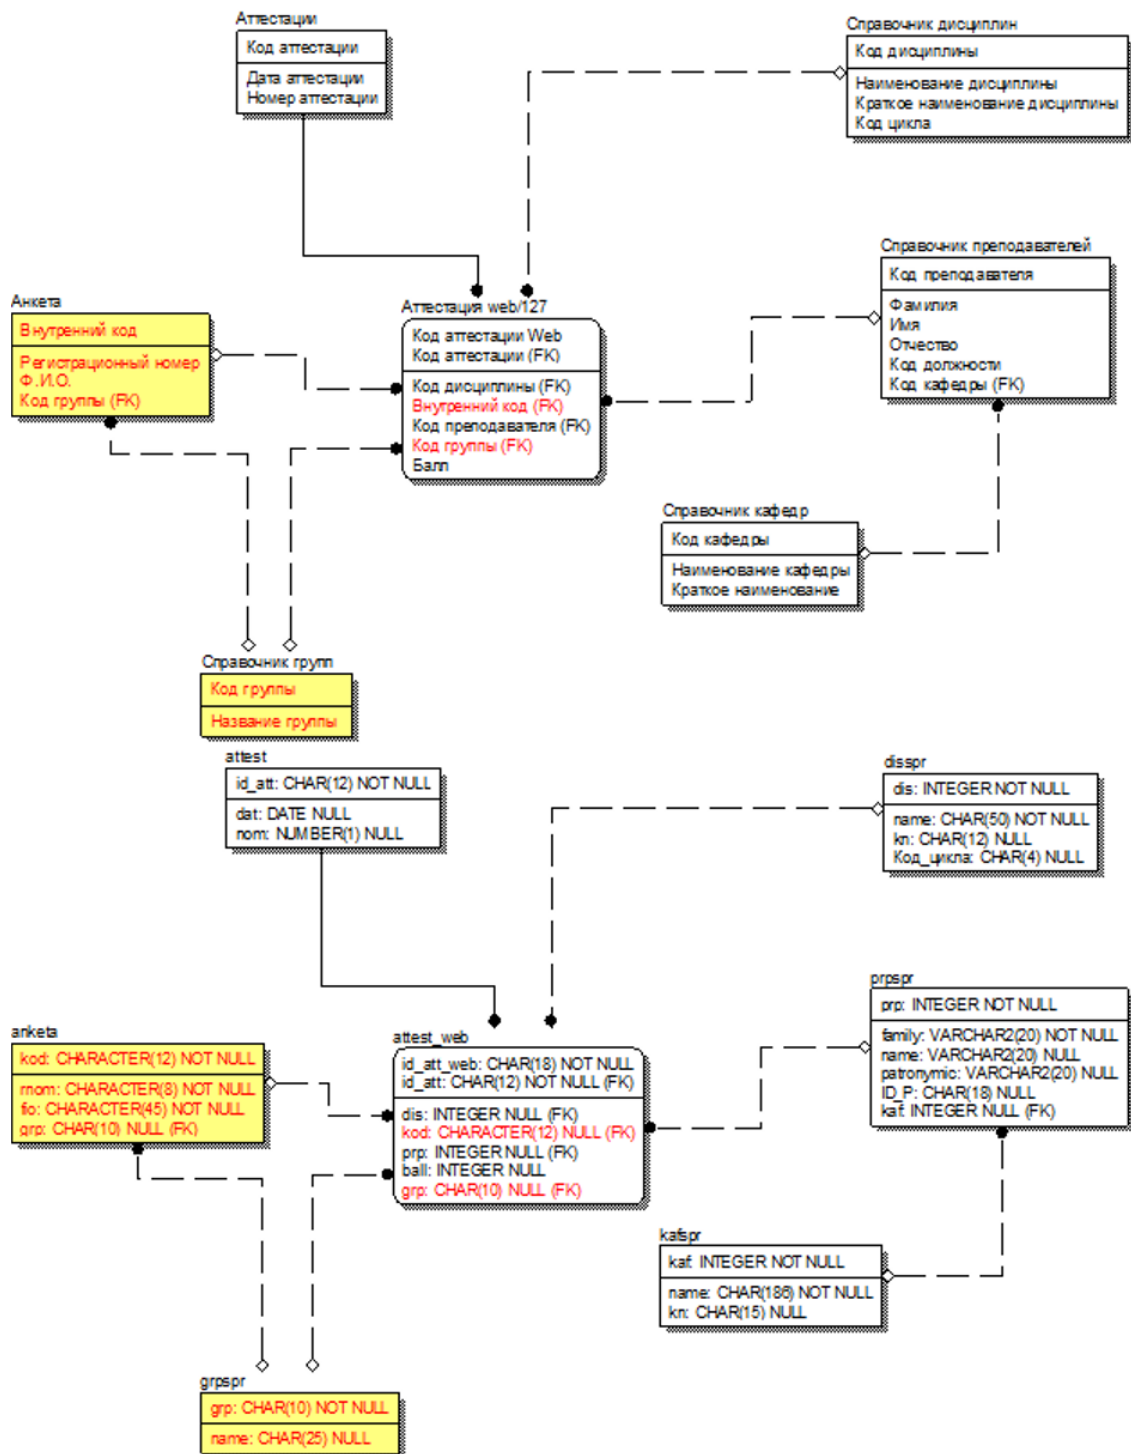 Аттестации
Код аттестации
Дата аттестации
Номер аттестации
Справочник дисциплин
Код дисциплины
Наименование дисциплины
Краткое наименование дисциплины
Код цикла
Справочник преподавателей
Код преподавателя
Фамилия
Имя
Отчество
Код должности
Код кафедры (FK)
Анкета
Внутренний код
Регистрационный номер
Ф.И.О.
Код группы (FK)
Аттестация web/127
Код аттестации Web
Код аттестации (FK)
Код дисциплины (FK)
Внутренний код (FK)
Код преподавателя (FK)
Код группы (FK)
Балл
Справочник кафедр
Код кафедры
Наименование кафедры
Краткое наименование
Справочник групп
Код группы
Название группы
attest
id_att: CHAR(12) NOT NULL
dat: DATE NULL
nom: NUMBER(1) NULL
disspr
dis: INTEGER NOT NULL
name: CHAR(50) NOT NULL
kn: CHAR(12) NULL
Код_цикла: CHAR(4) NULL
prpspr
prp: INTEGER NOT NULL
family: VARCHAR2(20) NOT NULL
name: VARCHAR2(20) NULL
patronymic: VARCHAR2(20) NULL
ID_P: CHAR(18) NULL
kaf: INTEGER NULL (FK)
anketa
kod: CHARACTER(12) NOT NULL
rnom: CHARACTER(8) NOT NULL
fio: CHARACTER(45) NOT NULL
grp: CHAR(10) NULL (FK)
attest_web
id_att_web: CHAR(18) NOT NULL
id_att: CHAR(12) NOT NULL (FK)
dis: INTEGER NULL (FK)
kod: CHARACTER(12) NULL (FK)
prp: INTEGER NULL (FK)
ball: INTEGER NULL
grp: CHAR(10) NULL (FK)
kafspr
kaf: INTEGER NOT NULL
name: CHAR(186) NOT NULL
kn: CHAR(15) NULL
grpspr
grp: CHAR(10) NOT NULL
name: CHAR(25) NULL